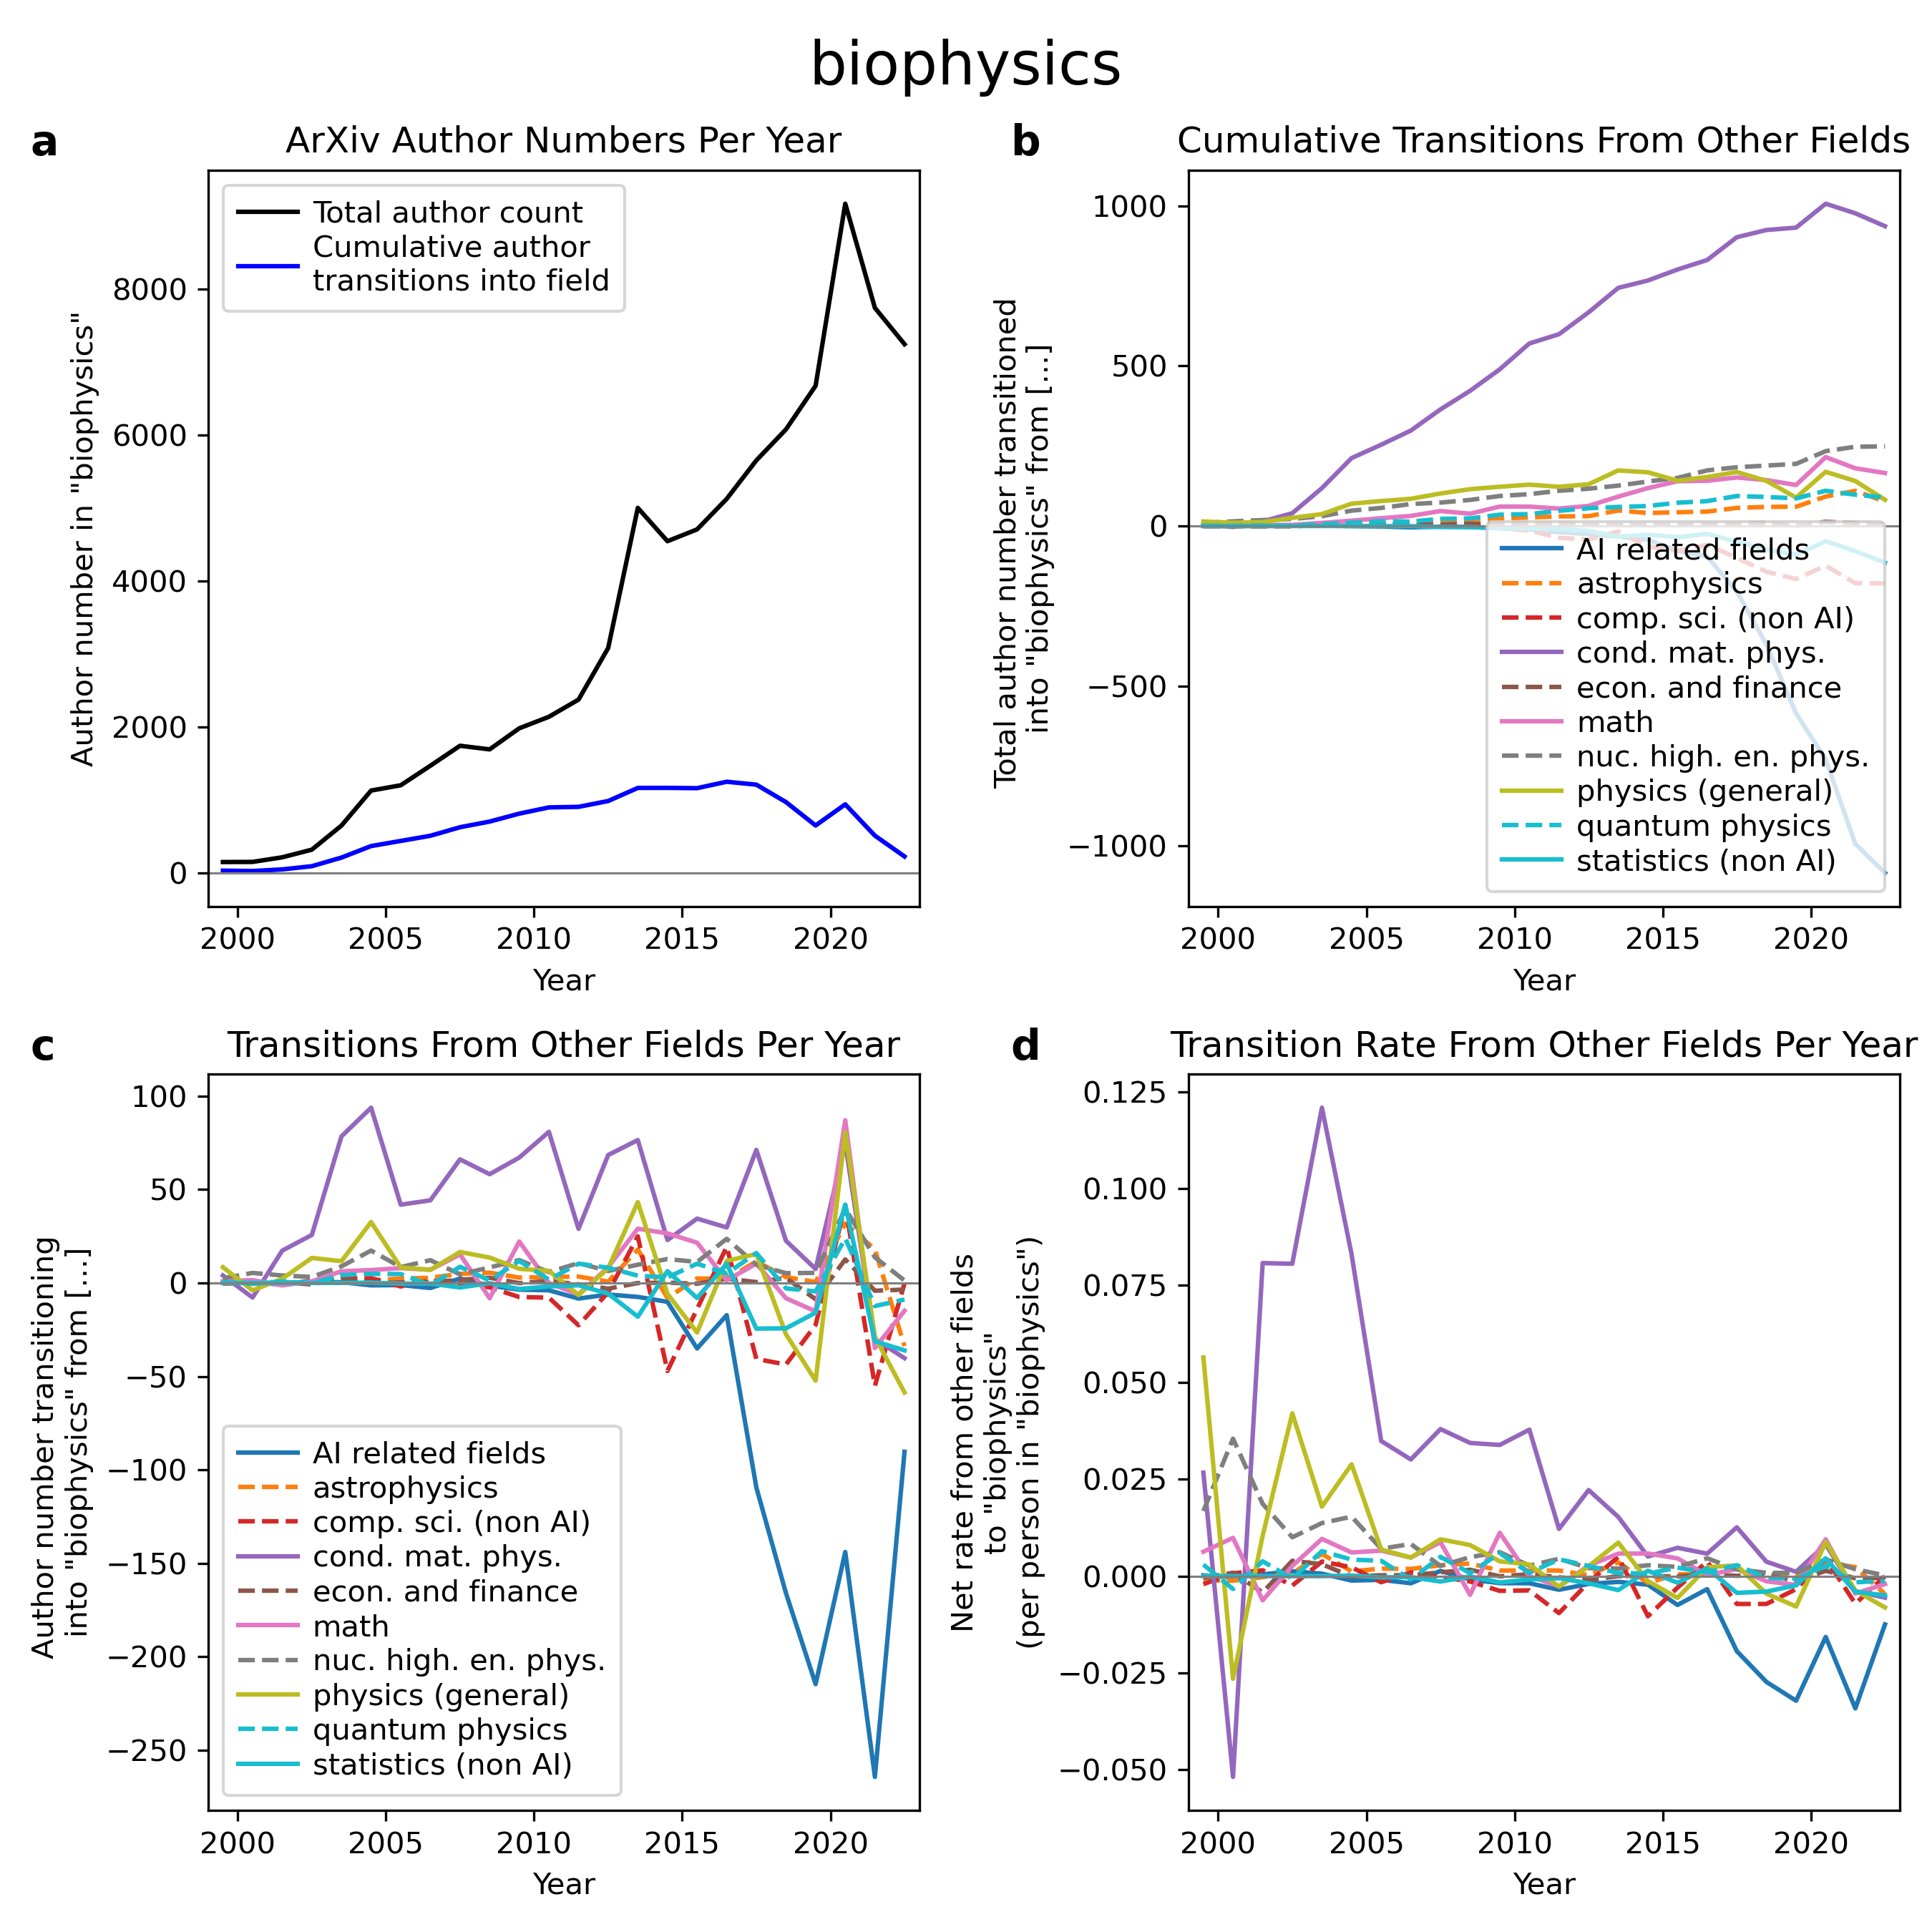 biophysics
a
ArXiv Author Numbers Per Year
Total author count
Cumulative author
transitions into field
Author number in "biophysics"
8000
6000
4000
2000
0
2000
2005
2010
2015
2020
Year
b
Cumulative Transitions From Other Fields
Total author number transitioned
into "biophysics" from [...]
1000
500
0
−500
−1000
AI related fields
astrophysics
comp. sci. (non AI)
cond. mat. phys.
econ. and finance
math
nuc. high. en. phys.
physics (general)
quantum physics
statistics (non AI)
2000
2005
2010
2015
2020
Year
c
Transitions From Other Fields Per Year
Author number transitioning
into "biophysics" from [...]
100
50
0
−50
−100
−150
−200
−250
AI related fields
astrophysics
comp. sci. (non AI)
cond. mat. phys.
econ. and finance
math
nuc. high. en. phys.
physics (general)
quantum physics
statistics (non AI)
2000
2005
2010
2015
2020
Year
d
Transition Rate From Other Fields Per Year
Net rate from other fields
to "biophysics"
(per person in "biophysics")
0.125
0.100
0.075
0.050
0.025
0.000
−0.025
−0.050
2000
2005
2010
2015
2020
Year